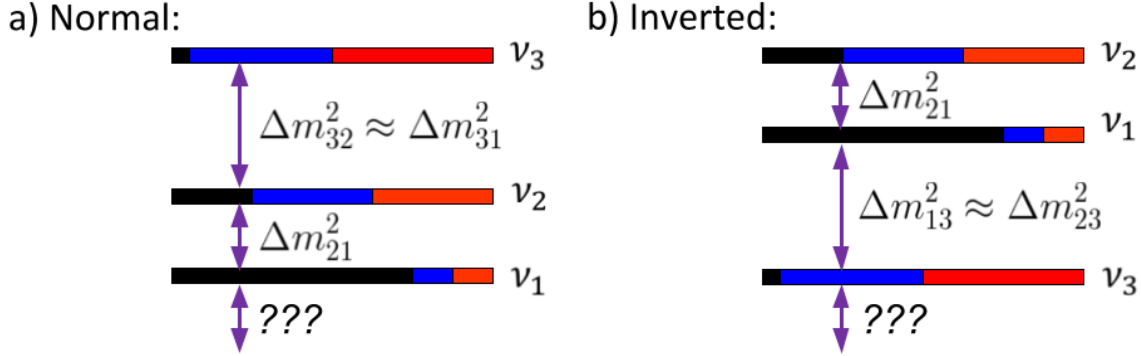 a) Normal:
ν₃
Δm²₃₂ ≈ Δm²₃₁
ν₂
Δm²₂₁
ν₁
???
b) Inverted:
ν₂
Δm²₂₁
ν₁
Δm²₁₃ ≈ Δm²₂₃
ν₃
???